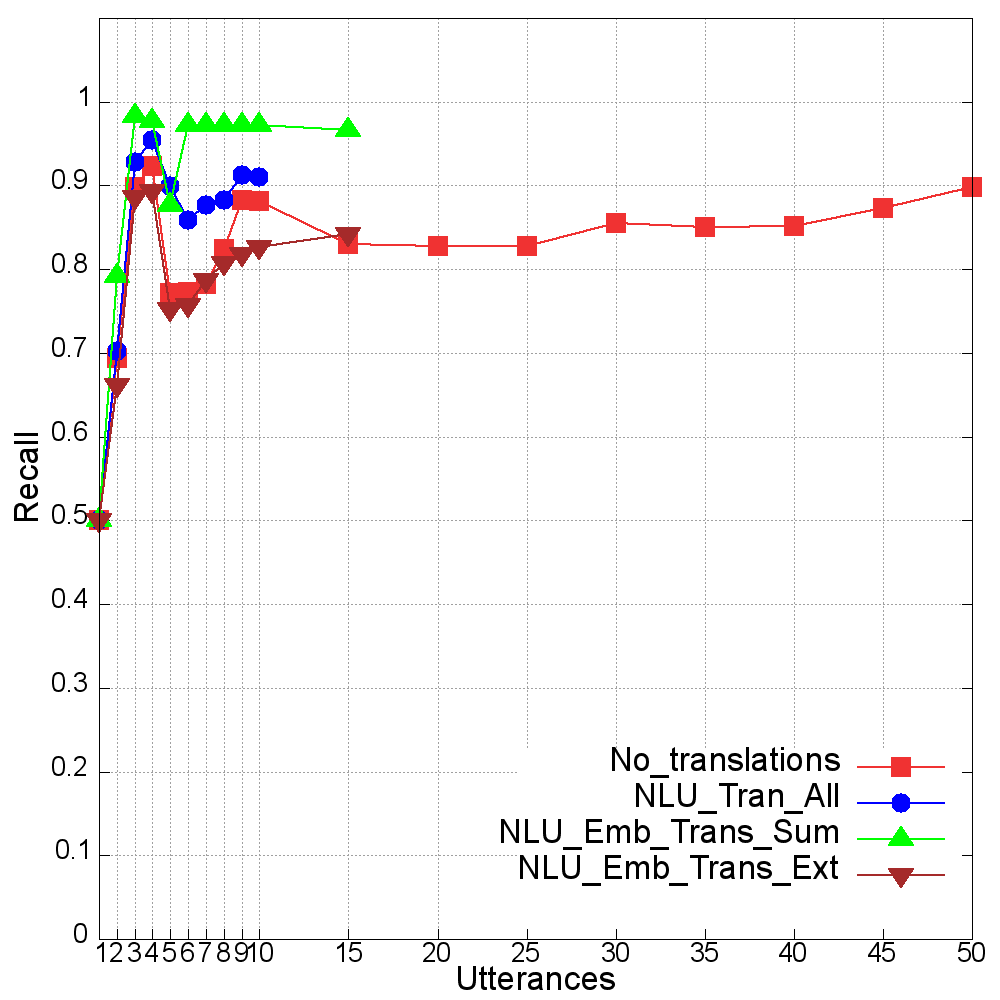 1
0.9
0.8
0.7
0.6
0.5
0.4
0.3
0.2
0.1
0
Recall
No_translations
NLU_Tran_All
NLU_Emb_Trans_Sum
NLU_Emb_Trans_Ext
1 2 3 4 5 6 7 8 9 10 15 20 25 30 35 40 45 50
Utterances